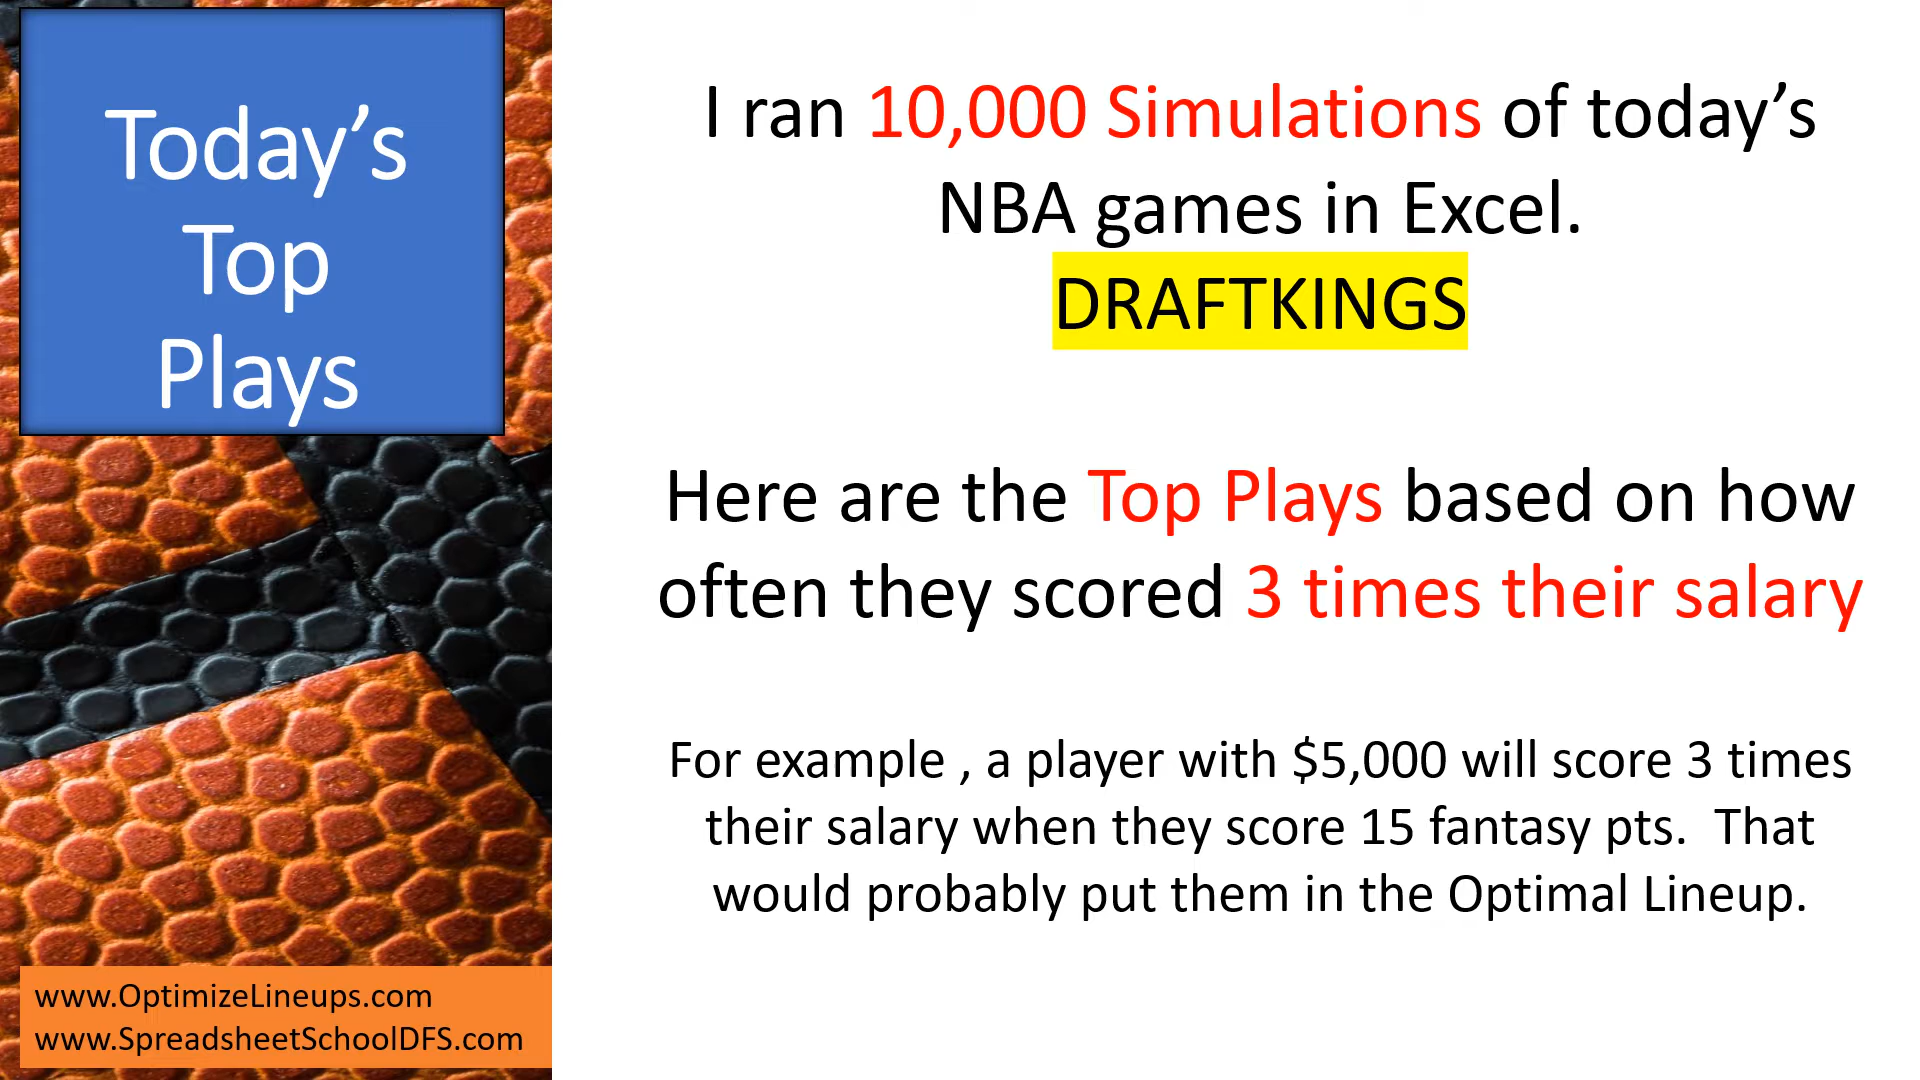 Today’s
Top
Plays
I ran 10,000 Simulations of today’s
NBA games in Excel.
DRAFTKINGS
Here are the Top Plays based on how
often they scored 3 times their salary
For example , a player with $5,000 will score 3 times
their salary when they score 15 fantasy pts.  That
would probably put them in the Optimal Lineup.
www.OptimizeLineups.com
www.SpreadsheetSchoolDFS.com